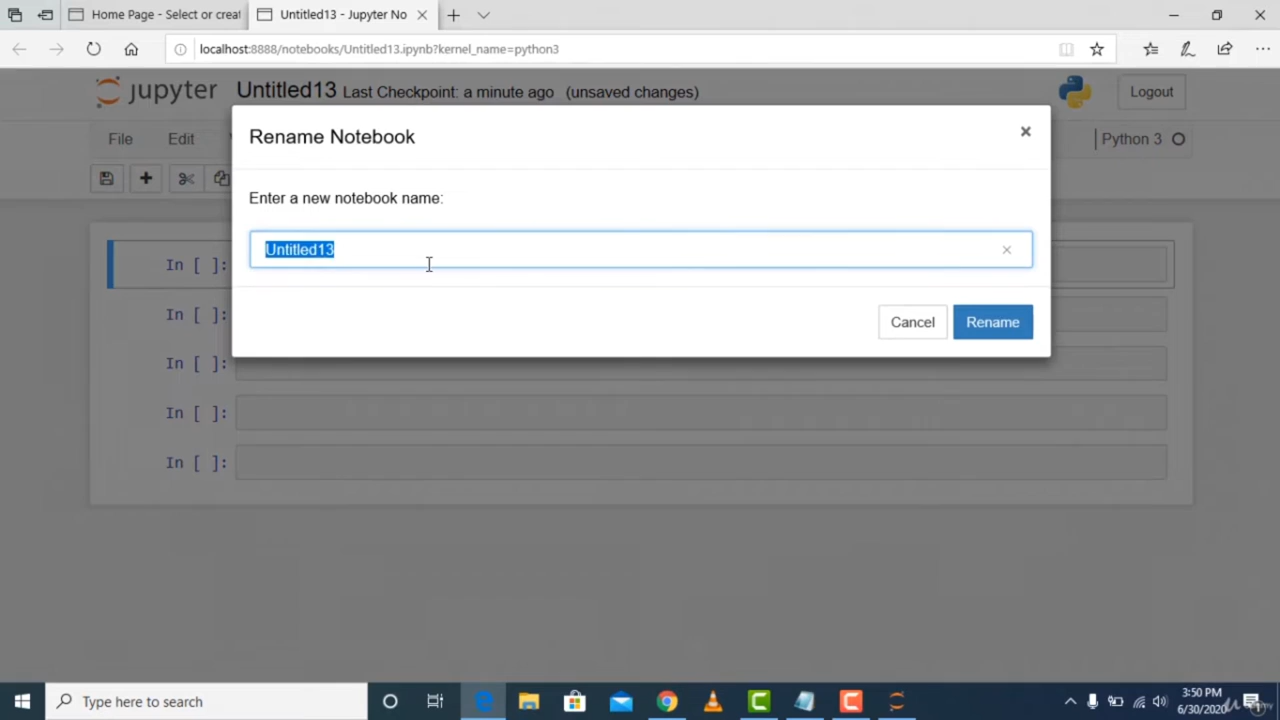 Home Page - Select or creat
Untitled13 - Jupyter No
localhost:8888/notebooks/Untitled13.ipynb?kernel_name=python3
jupyter
Untitled13 Last Checkpoint: a minute ago (unsaved changes)
Logout
Rename Notebook
File
Edit
Python 3
Enter a new notebook name:
Untitled13
In [ ]:
In [ ]:
Cancel
Rename
In [ ]:
In [ ]:
In [ ]:
Type here to search
3:50 PM
6/30/2020